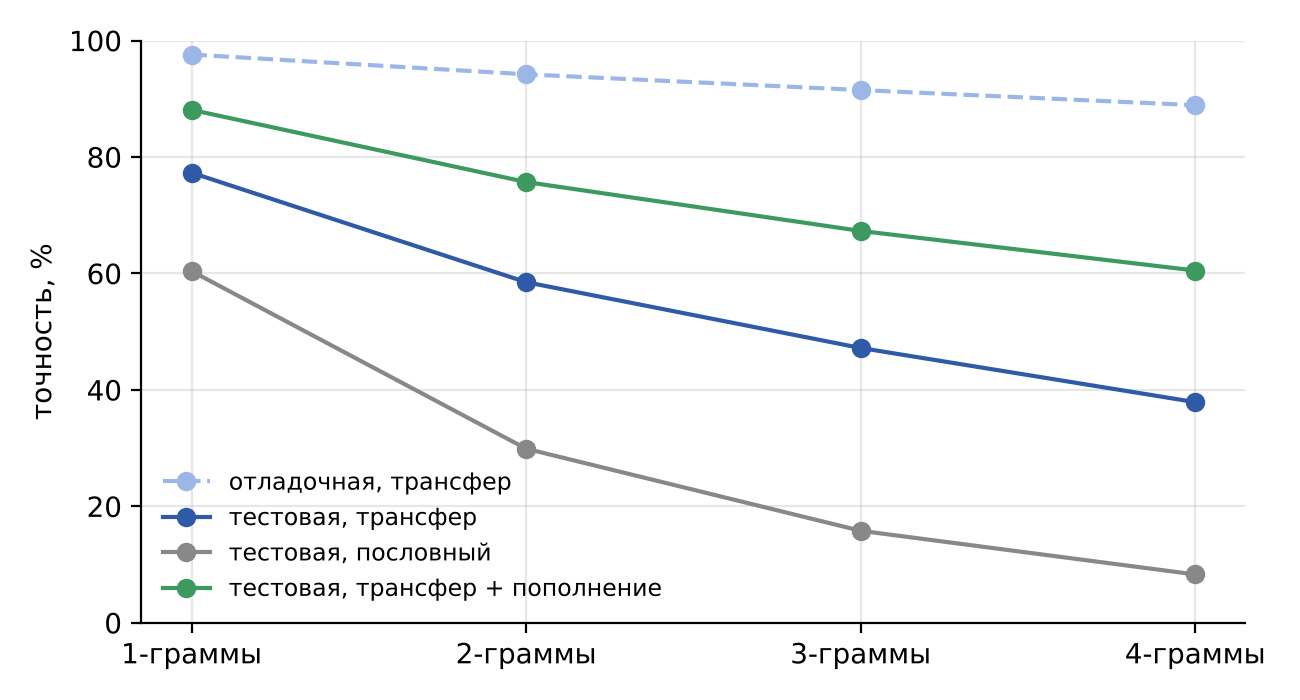 точность, %
100
80
60
40
20
0
отладочная, трансфер
тестовая, трансфер
тестовая, пословный
тестовая, трансфер + пополнение
1-граммы 2-граммы 3-граммы 4-граммы